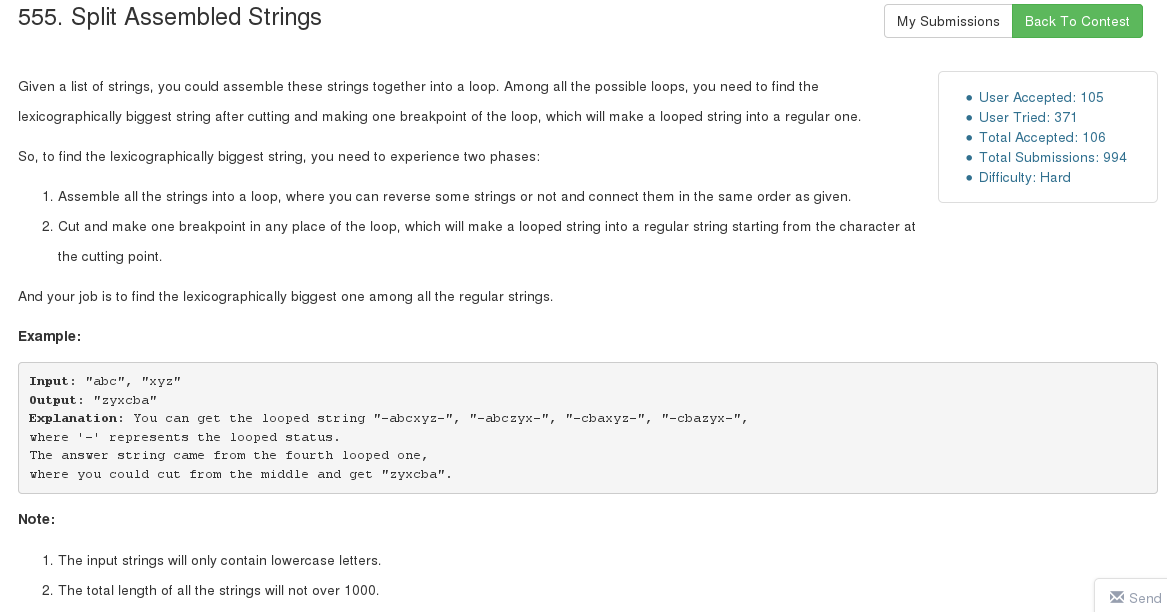 555. Split Assembled Strings
My Submissions
Back To Contest
Given a list of strings, you could assemble these strings together into a loop. Among all the possible loops, you need to find the
lexicographically biggest string after cutting and making one breakpoint of the loop, which will make a looped string into a regular one.
So, to find the lexicographically biggest string, you need to experience two phases:
1. Assemble all the strings into a loop, where you can reverse some strings or not and connect them in the same order as given.
2. Cut and make one breakpoint in any place of the loop, which will make a looped string into a regular string starting from the character at
the cutting point.
And your job is to find the lexicographically biggest one among all the regular strings.
• User Accepted: 105
• User Tried: 371
• Total Accepted: 106
• Total Submissions: 994
• Difficulty: Hard
Example:
Input: "abc", "xyz"
Output: "zyxcba"
Explanation: You can get the looped string "-abcxyz-", "-abczyx-", "-cbaxyz-", "-cbazyx-",
where '-' represents the looped status.
The answer string came from the fourth looped one,
where you could cut from the middle and get "zyxcba".
Note:
1. The input strings will only contain lowercase letters.
2. The total length of all the strings will not over 1000.
Send